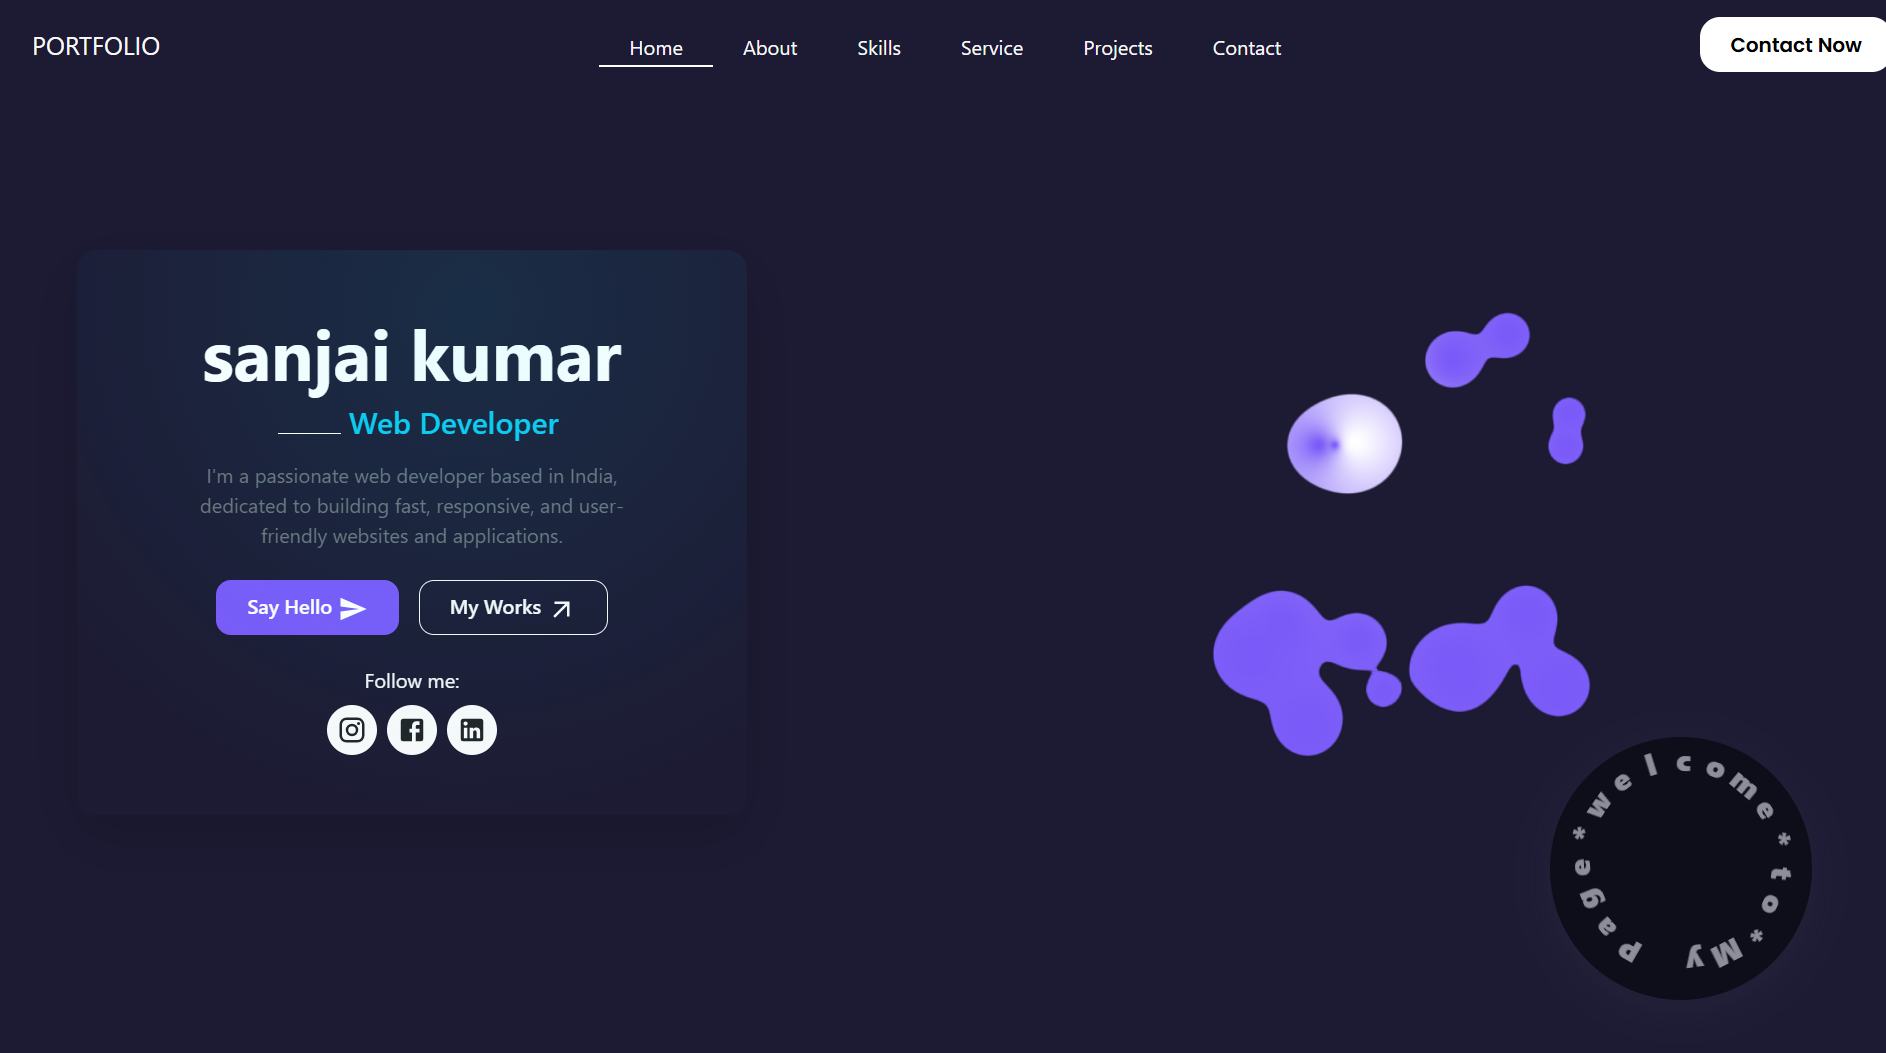 PORTFOLIO
Home About Skills Service Projects Contact
Contact Now
sanjai kumar
Web Developer
I'm a passionate web developer based in India,
dedicated to building fast, responsive, and user-
friendly websites and applications.
Say Hello
My Works
Follow me:
welcome*to*My Page*